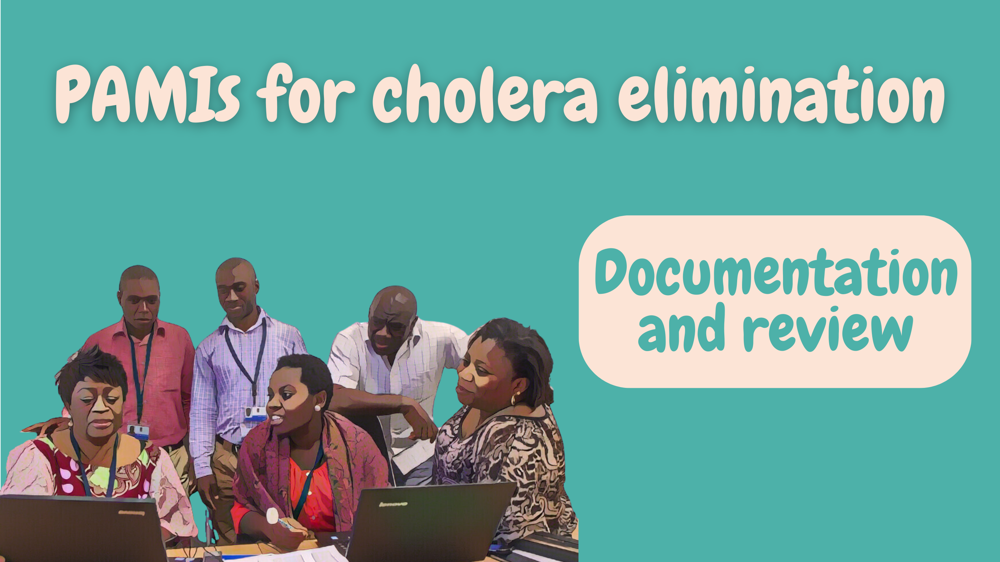 PAMIs for cholera elimination
Documentation
and review
lenovo